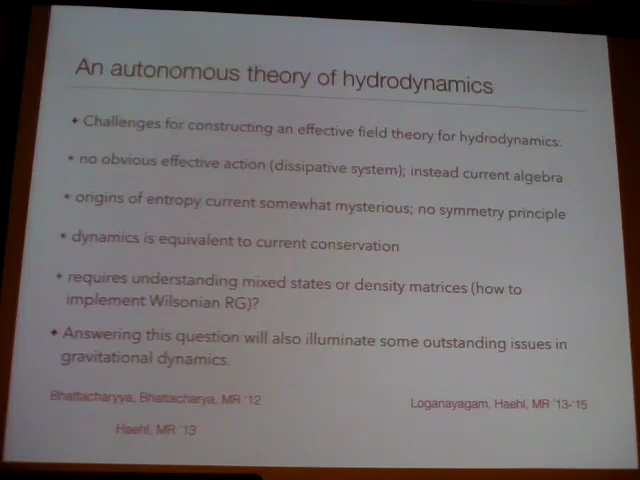 An autonomous theory of hydrodynamics
Challenges for constructing an effective field theory for hydrodynamics:
no obvious effective action (dissipative system); instead current algebra
origins of entropy current somewhat mysterious; no symmetry principle
dynamics is equivalent to current conservation
requires understanding mixed states or density matrices (how to
implement Wilsonian RG)?
Answering this question will also illuminate some outstanding issues in
gravitational dynamics.
Bhattacharyya, Bhattacharya, MR '12
Loganayagam, Haehl, MR '13-'15
Haehl, MR '13